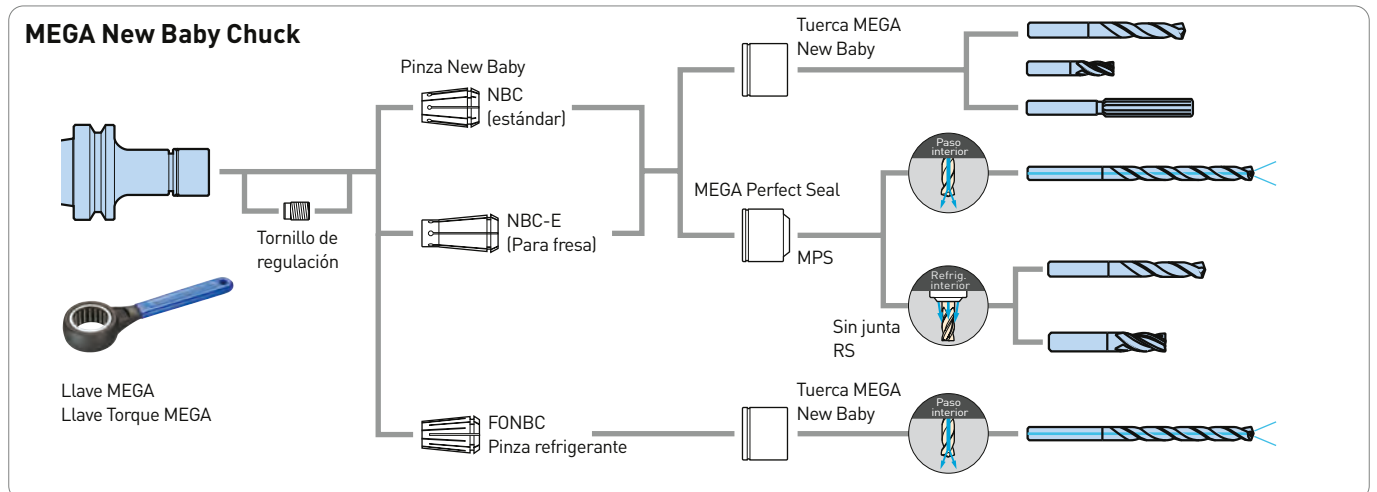 MEGA New Baby Chuck
Tornillo de
regulación
Llave MEGA
Llave Torque MEGA
Pinza New Baby
NBC
(estándar)
NBC-E
(Para fresa)
FONBC
Pinza refrigerante
Tuerca MEGA
New Baby
MEGA Perfect Seal
MPS
Sin junta
RS
Tuerca MEGA
New Baby
Paso
interior
Refrig.
interior
Paso
interior